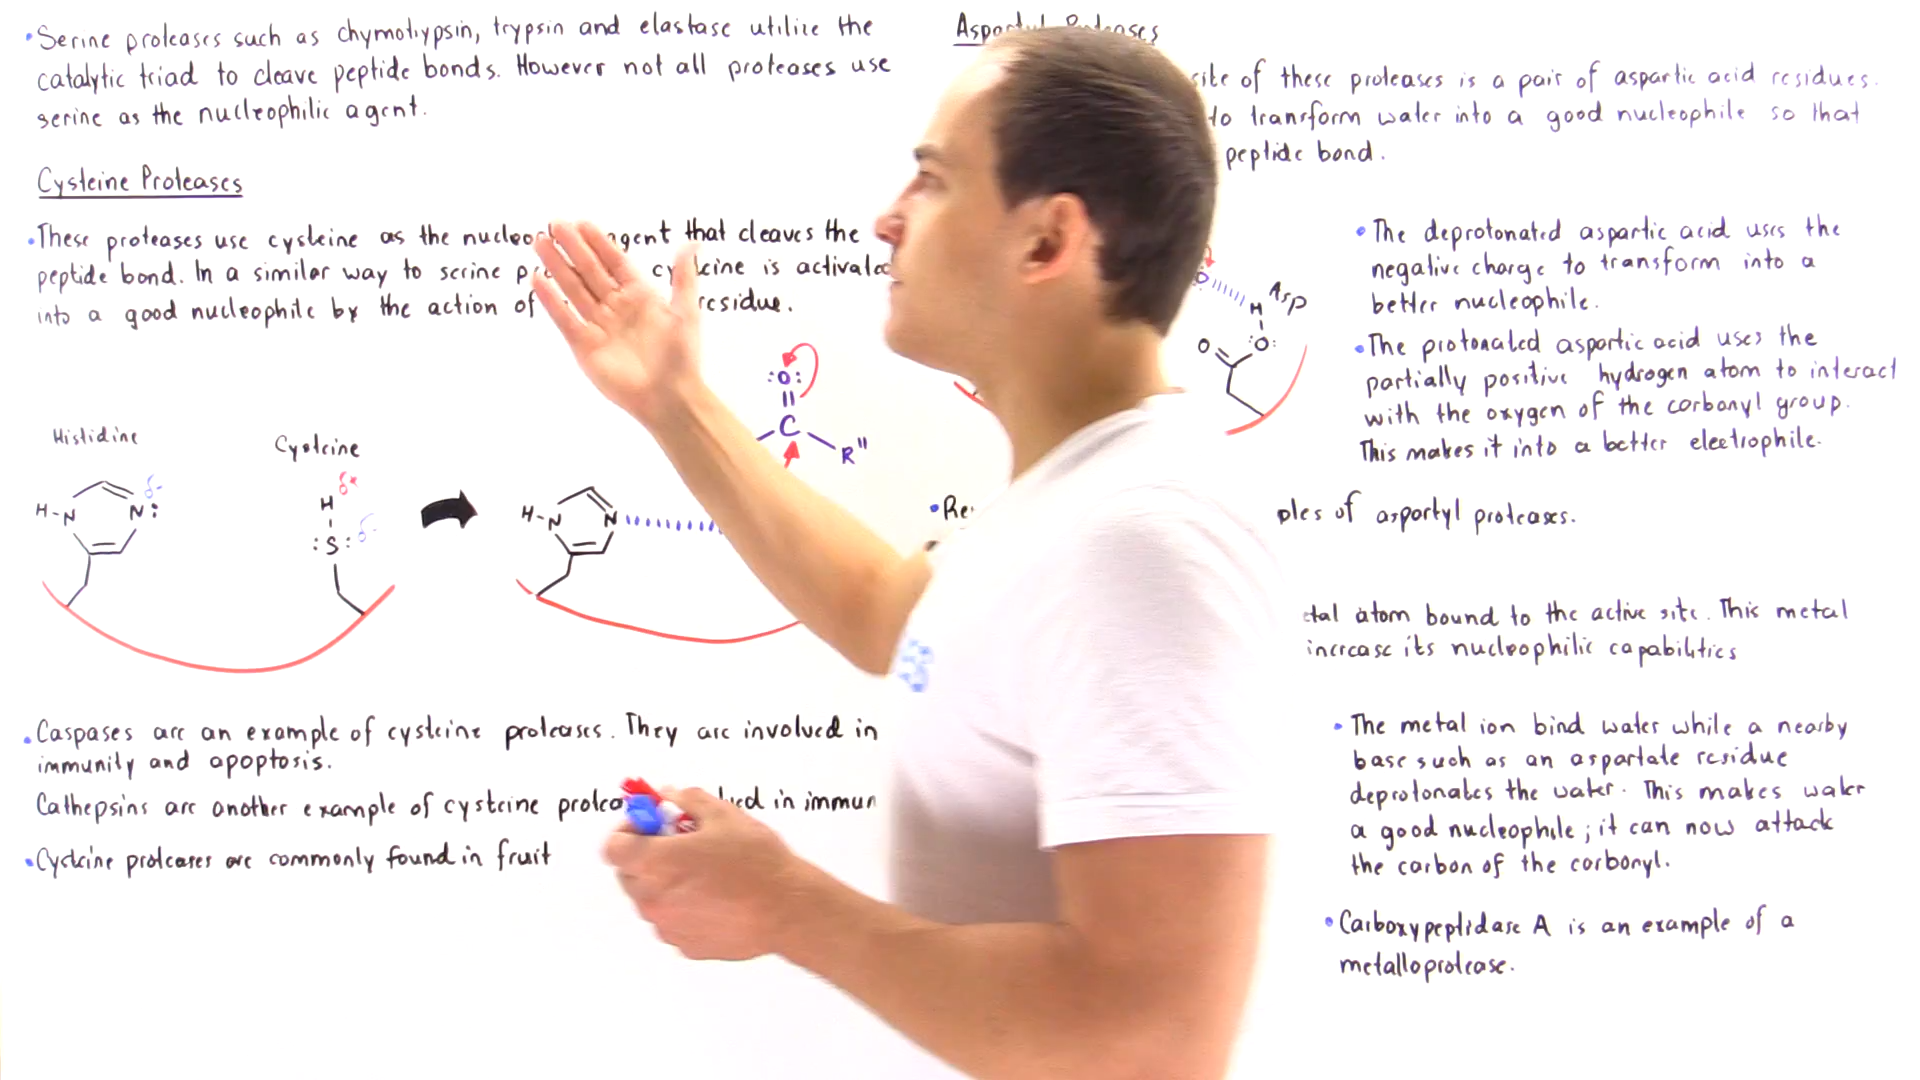 • Serine proteases such as chymotrypsin, trypsin and elastase utilize the
catalytic triad to cleave peptide bonds. However not all proteases use
serine as the nucleophilic agent.
Cysteine Proteases
• These proteases use cysteine as the agent that cleaves the
peptide bond. In a similar way to serine is activated
into a good nucleophile by the action of residue.
Histidine
Cysteine
H-N
N:
δ-
H δ+
:S: δ-
H-N
N
:O:
C
R"
• Caspases are an example of cysteine proteases. They are involved in
immunity and apoptosis.
Cathepsins are another example of cysteine in immun
• Cysteine proteases are commonly found in fruit
site of these proteases is a pair of aspartic acid residues.
to transform water into a good nucleophile so that
peptide bond.
Asp
H
O
:O:
• The deprotonated aspartic acid uses the
negative charge to transform into a
better nucleophile.
• The protonated aspartic acid uses the
partially positive hydrogen atom to interact
with the oxygen of the carbonyl group.
This makes it into a better electrophile.
of aspartyl proteases.
atom bound to the active site. This metal
increase its nucleophilic capabilities
• The metal ion bind water while a nearby
base such as an aspartate residue
deprotonates the water. This makes water
a good nucleophile; it can now attack
the carbon of the carbonyl.
• Carboxypeptidase A is an example of a
metalloprotease.